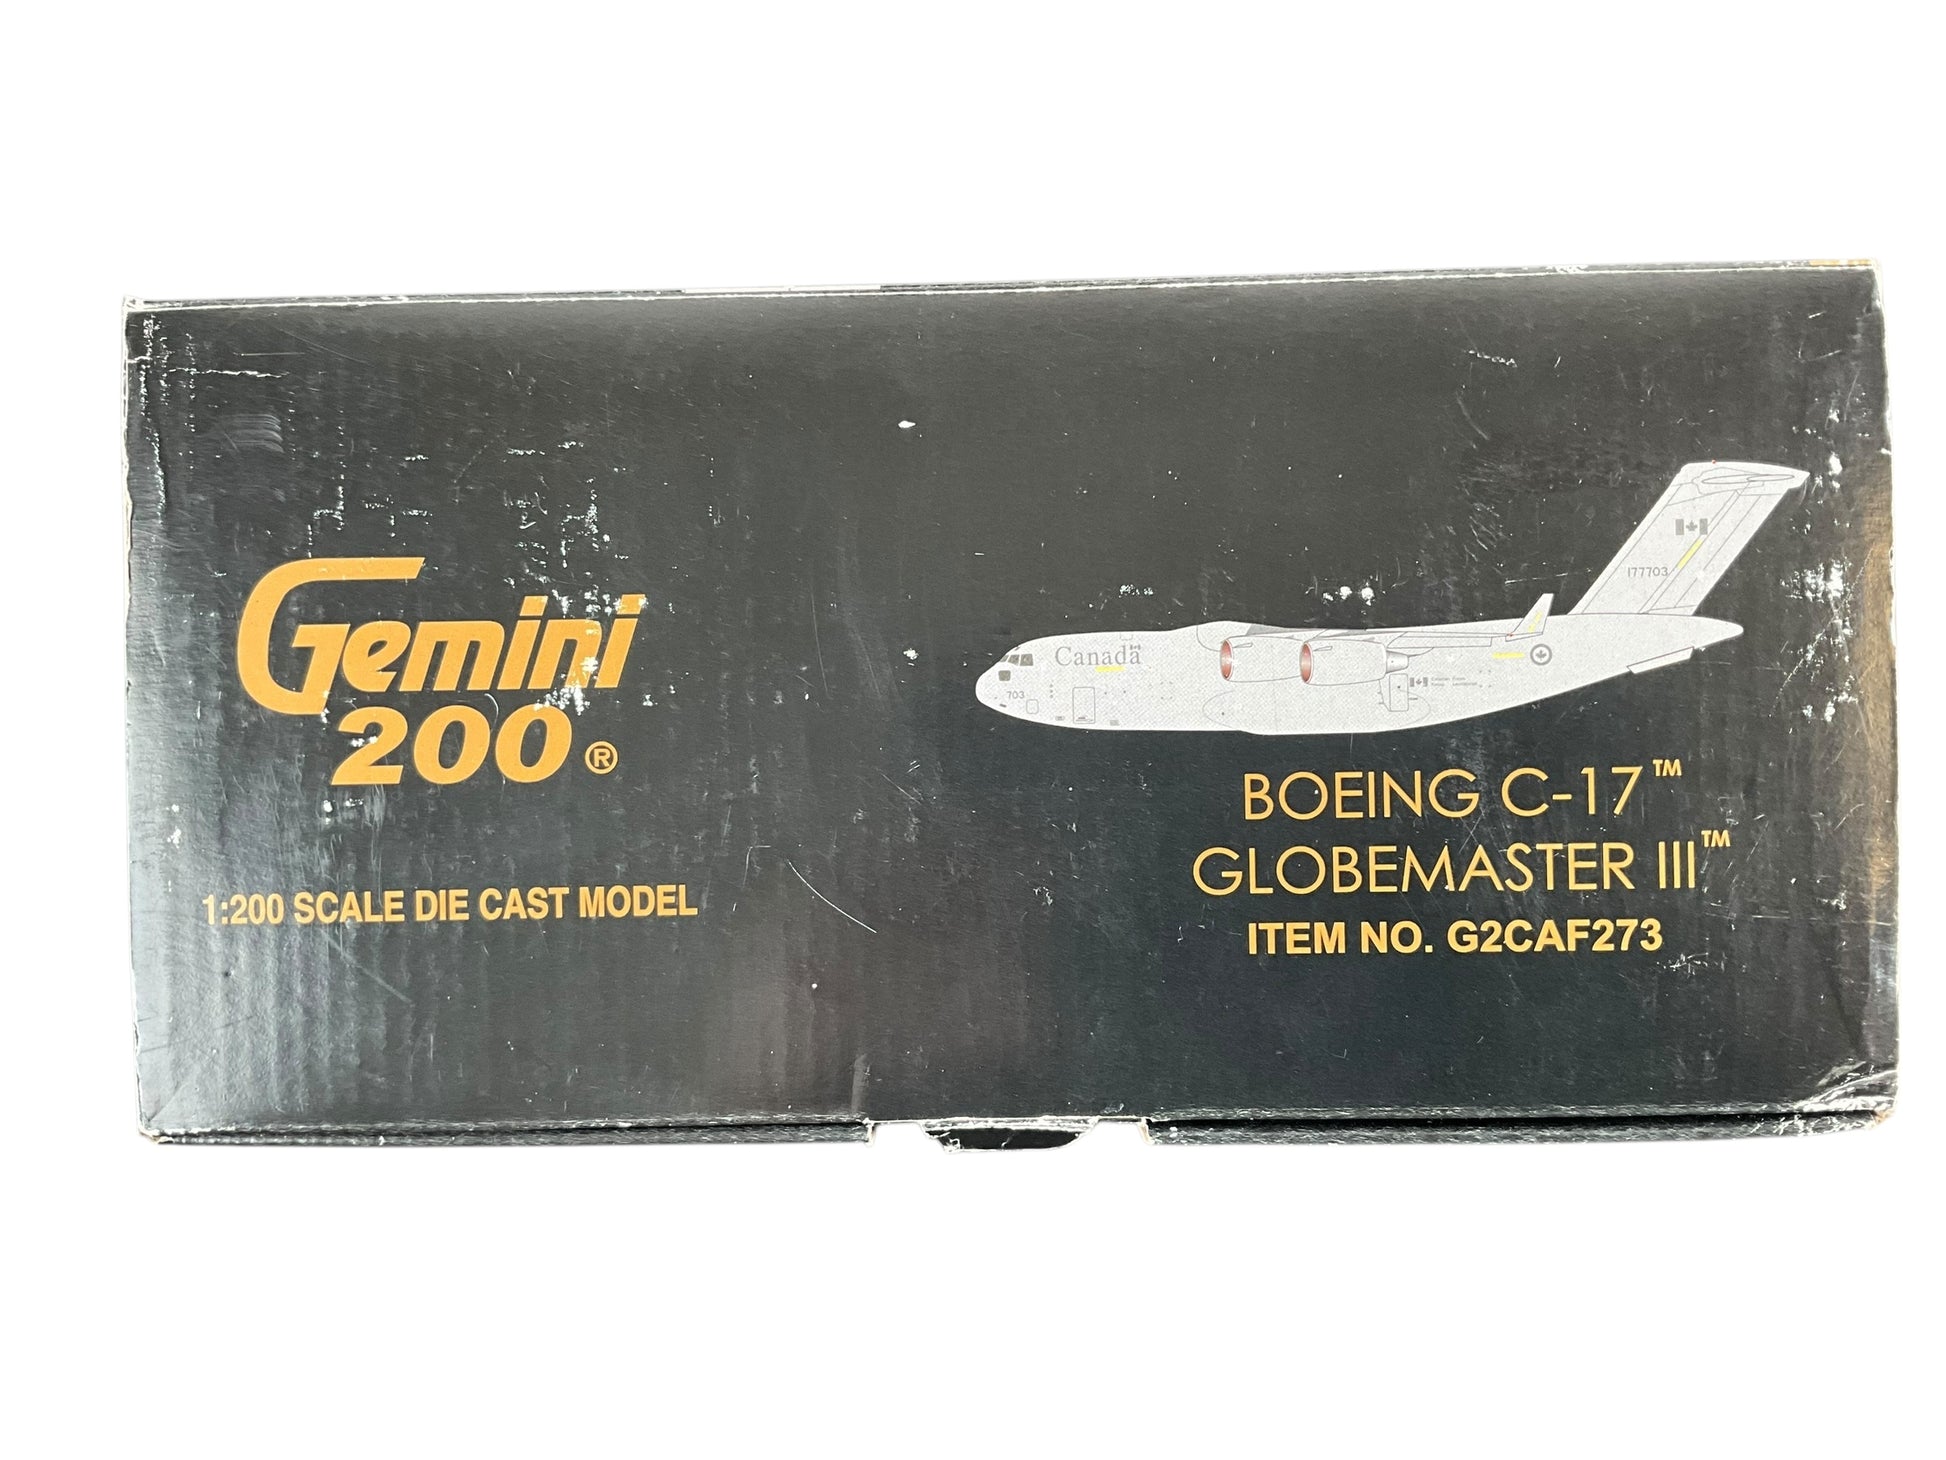 Gemini
200®
1:200 SCALE DIE CAST MODEL
177703
Canada
703
BOEING C-17™
GLOBEMASTER III™
ITEM NO. G2CAF273